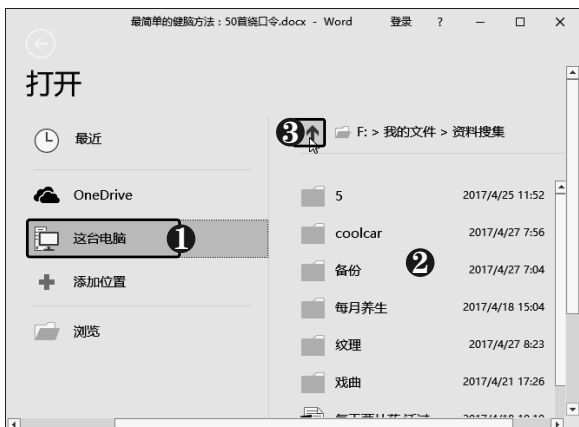 最简单的健脑方法：50首绕口令.docx - Word 登录 ? — □ ×
打开
最近
OneDrive
这台电脑 ❶
添加位置
浏览
❸ F: > 我的文件 > 资料搜集
5 2017/4/25 11:52
coolcar 2017/4/27 7:56
备份 ❷ 2017/4/27 7:04
每月养生 2017/4/18 15:04
纹理 2017/4/27 8:23
戏曲 2017/4/21 17:26